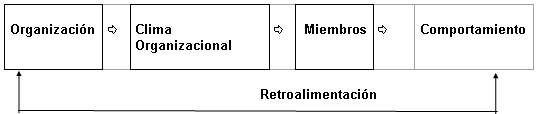 Organización
Clima
Organizacional
Miembros
Comportamiento
Retroalimentación